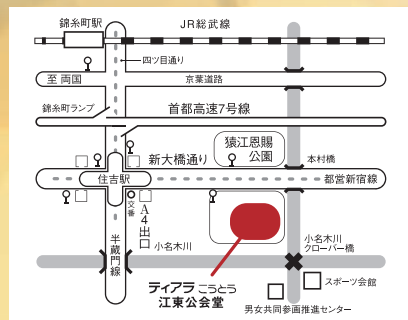 錦糸町駅
JR総武線
四ツ目通り
至 両国
京葉道路
錦糸町ランプ
首都高速7号線
猿江恩賜
公園
新大橋通り
本村橋
住吉駅
都営新宿線
交番
A4出口
小名木川
半蔵門線
小名木川
クローバー橋
ティアラ こうとう
江東公会堂
スポーツ会館
男女共同参画推進センター